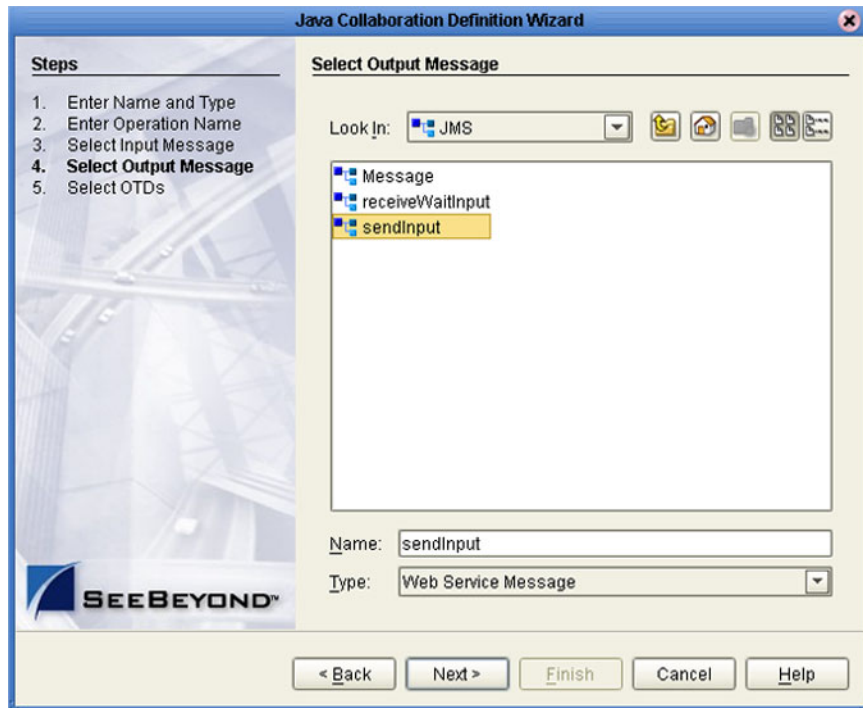 Java Collaboration Definition Wizard
Steps
1. Enter Name and Type
2. Enter Operation Name
3. Select Input Message
4. Select Output Message
5. Select OTDs
SEEBEYOND™
Select Output Message
Look In: JMS
Message
receiveWaitInput
sendInput
Name: sendInput
Type: Web Service Message
< Back Next > Finish Cancel Help